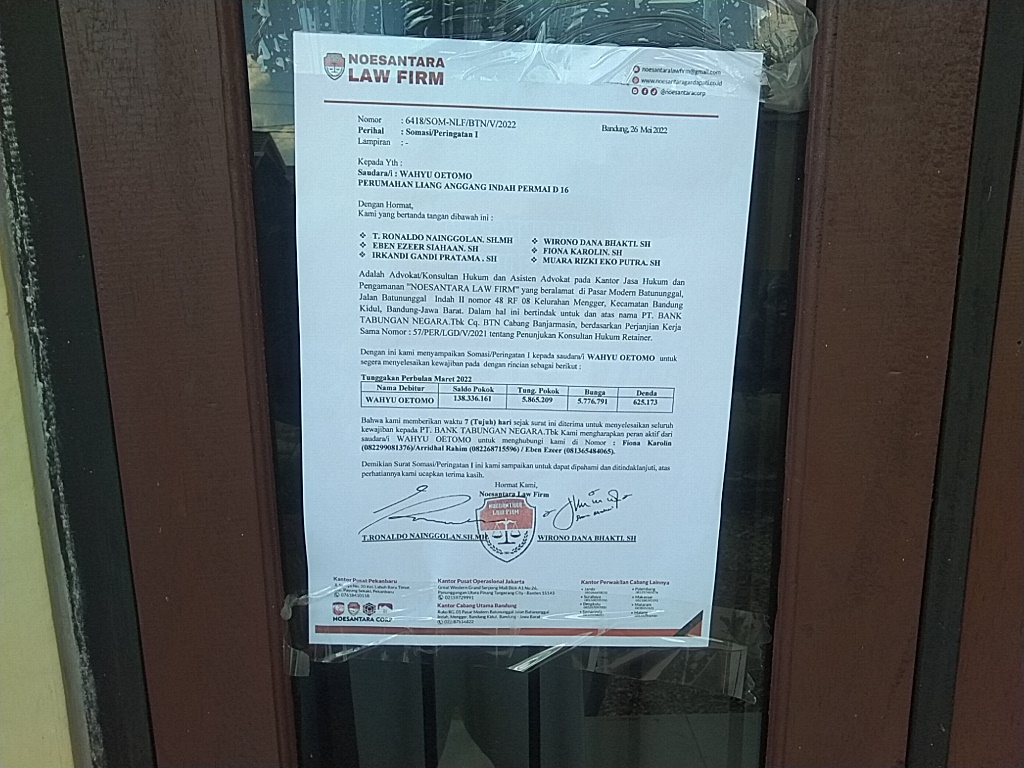 NOESANTARA
LAW FIRM
noesantaralawfirm@gmail.com
www.noesantaragardapati.co.id
@noesantaracorp
Nomor : 6418/SOM-NLF/BTN/V/2022
Bandung, 26 Mei 2022
Perihal : Somasi/Peringatan I
Lampiran : -
Kepada Yth :
Saudara/i : WAHYU OETOMO
PERUMAHAN LIANG ANGGANG INDAH PERMAI D 16
Dengan Hormat,
Kami yang bertanda tangan dibawah ini :
❖ T. RONALDO NAINGGOLAN. SH.MH
❖ EBEN EZEER SIAHAAN. SH
❖ IRKANDI GANDI PRATAMA . SH
❖ WIRONO DANA BHAKTI. SH
❖ FIONA KAROLIN. SH
❖ MUARA RIZKI EKO PUTRA. SH
Adalah Advokat/Konsultan Hukum dan Asisten Advokat pada Kantor Jasa Hukum dan
Pengamanan "NOESANTARA LAW FIRM" yang beralamat di Pasar Modern Batununggal,
Jalan Batununggal Indah II nomor 48 RF 08 Kelurahan Mengger, Kecamatan Bandung
Kidul, Bandung-Jawa Barat. Dalam hal ini bertindak untuk dan atas nama PT. BANK
TABUNGAN NEGARA.Tbk Cq. BTN Cabang Banjarmasin, berdasarkan Perjanjian Kerja
Sama Nomor : 57/PER/LGD/V/2021 tentang Penunjukan Konsultan Hukum Retainer.
Dengan ini kami menyampaikan Somasi/Peringatan I kepada saudara/i WAHYU OETOMO untuk
segera menyelesaikan kewajiban pada dengan rincian sebagai berikut :
Tunggakan Perbulan Maret 2022
Nama Debitur Saldo Pokok Tung. Pokok Bunga Denda
WAHYU OETOMO 138.336.161 5.865.209 5.776.791 625.173
Bahwa kami memberikan waktu 7 (Tujuh) hari sejak surat ini diterima untuk menyelesaikan seluruh
kewajiban kepada PT. BANK TABUNGAN NEGARA.Tbk Kami mengharapkan peran aktif dari
saudara/i WAHYU OETOMO untuk menghubungi kami di Nomor : Fiona Karolin
(082299081376)/Arridhal Rahim (082268715596) / Eben Ezeer (081365484065).
Demikian Surat Somasi/Peringatan I ini kami sampaikan untuk dapat dipahami dan ditindaklanjuti, atas
perhatiannya kami ucapkan terima kasih.
Hormat Kami,
Noesantara Law Firm
NOESANTARA
LAW FIRM
T.RONALDO NAINGGOLAN.SH.MH
WIRONO DANA BHAKTI. SH
Kantor Pusat Pekanbaru
Kantor Pusat Operasional Jakarta
Kantor Cabang Utama Bandung
Kantor Perwakilan Cabang Lainnya
NOESANTARA CORP